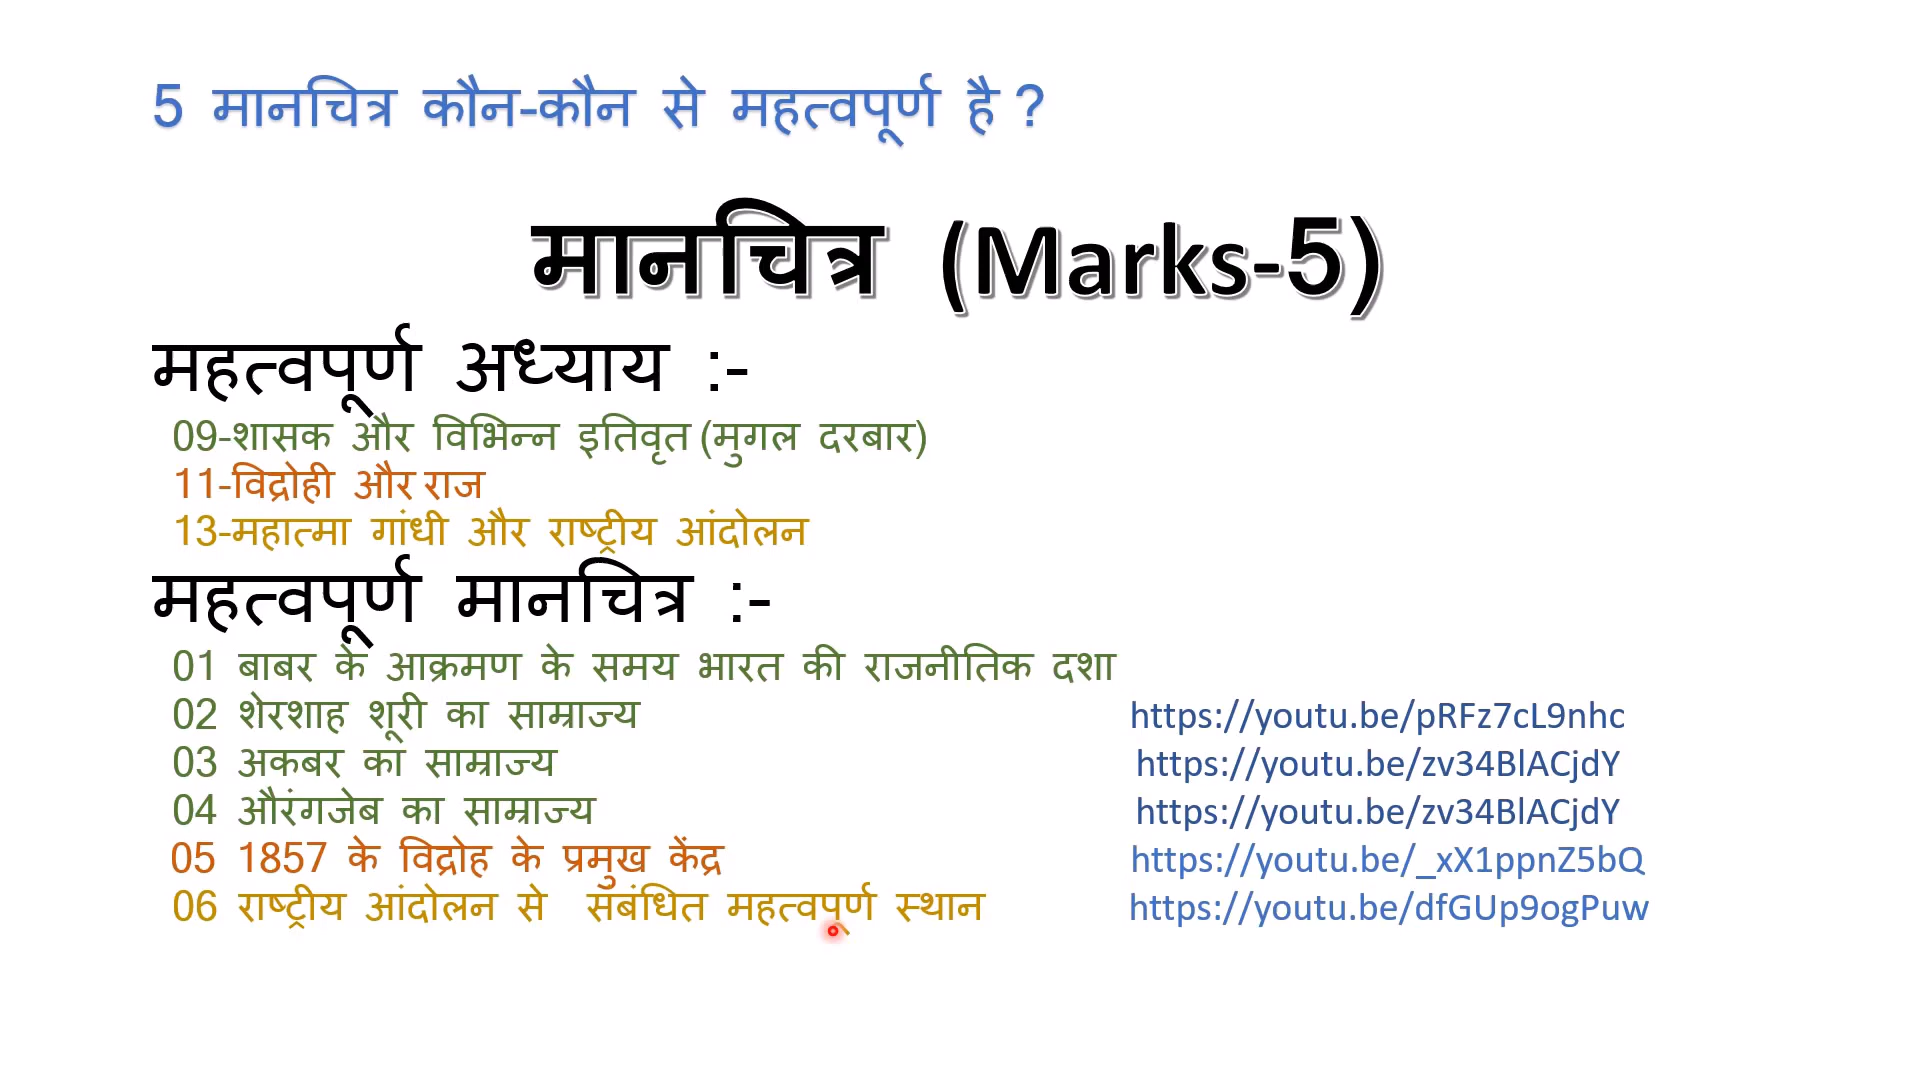 5 मानचित्र कौन-कौन से महत्वपूर्ण है ?
मानचित्र (Marks-5)
महत्वपूर्ण अध्याय :-
09-शासक और विभिन्न इतिवृत (मुगल दरबार)
11-विद्रोही और राज
13-महात्मा गांधी और राष्ट्रीय आंदोलन
महत्वपूर्ण मानचित्र :-
01 बाबर के आक्रमण के समय भारत की राजनीतिक दशा
02 शेरशाह शूरी का साम्राज्य https://youtu.be/pRFz7cL9nhc
03 अकबर का साम्राज्य https://youtu.be/zv34BlACjdY
04 औरंगजेब का साम्राज्य https://youtu.be/zv34BlACjdY
05 1857 के विद्रोह के प्रमुख केंद्र https://youtu.be/_xX1ppnZ5bQ
06 राष्ट्रीय आंदोलन से संबंधित महत्वपूर्ण स्थान https://youtu.be/dfGUp9ogPuw